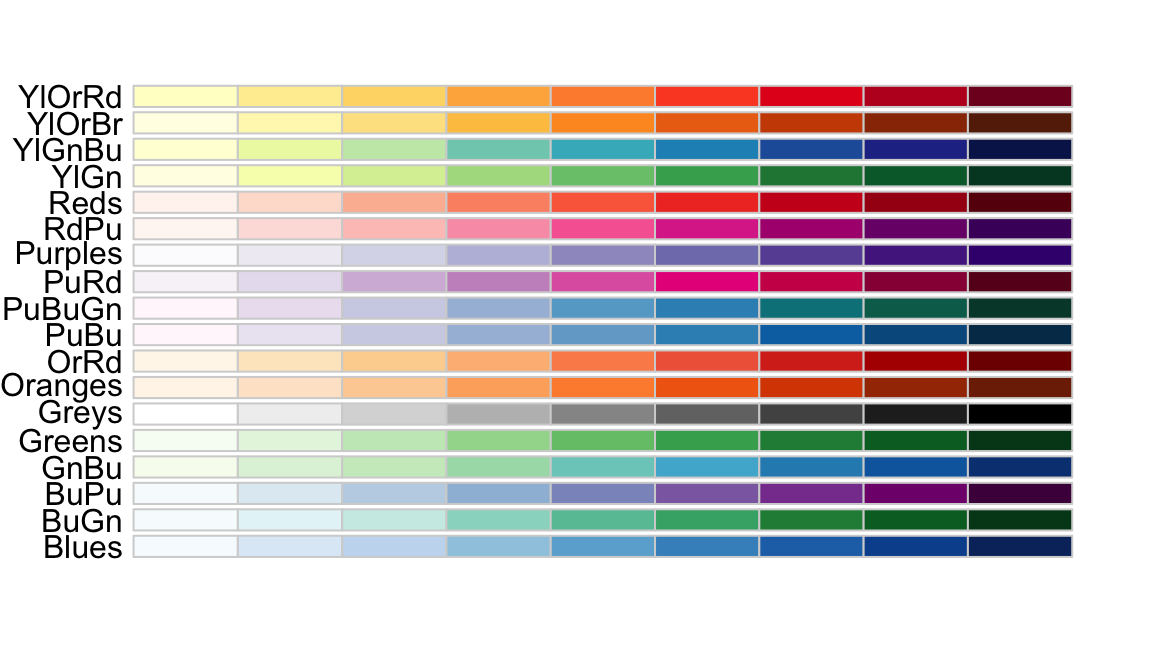 YlOrRd
YlOrBr
YlGnBu
YlGn
Reds
RdPu
Purples
PuRd
PuBuGn
PuBu
OrRd
Oranges
Greys
Greens
GnBu
BuPu
BuGn
Blues